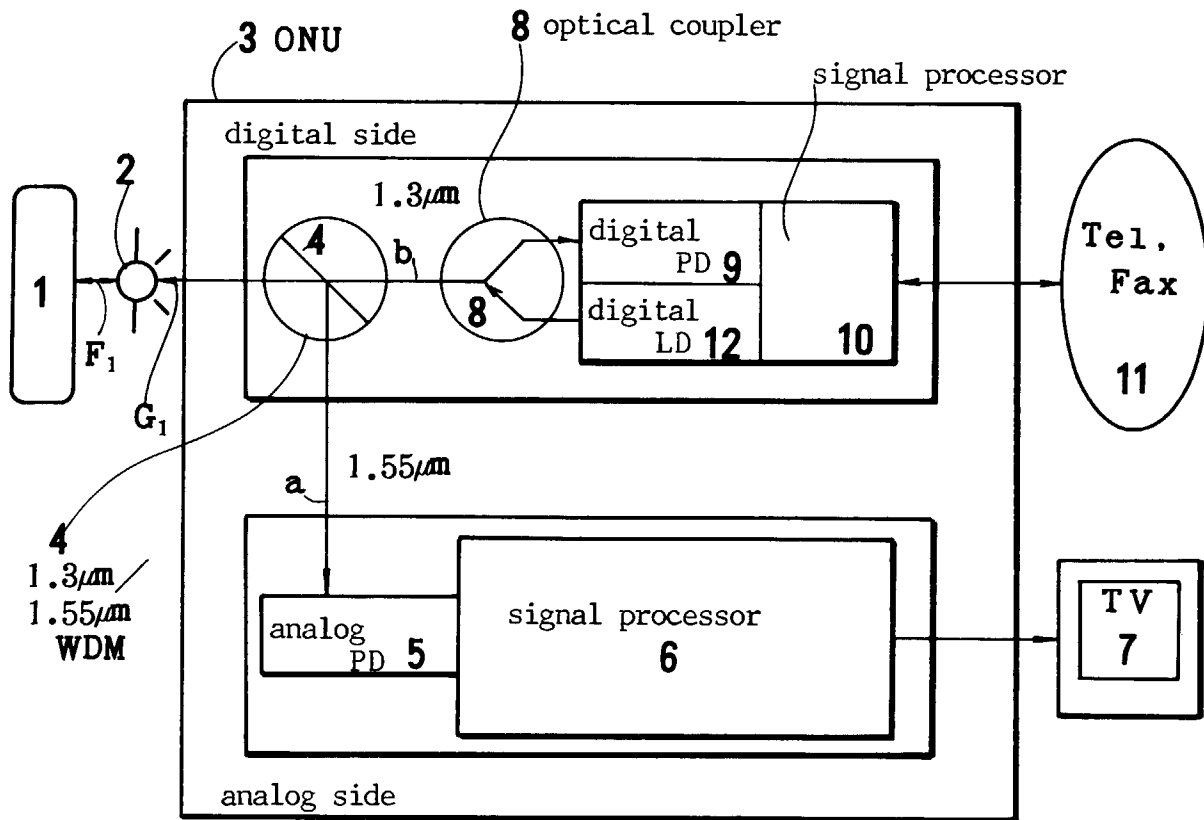 3 ONU
8 optical coupler
signal processor
digital side
2
1.3μm
4
b
digital
PD 9
8
digital
LD 12
10
1
F₁
G₁
Tel.
Fax
11
1.55μm
a
4
1.3μm/
1.55μm
WDM
analog
PD 5
signal processor
6
TV
7
analog side